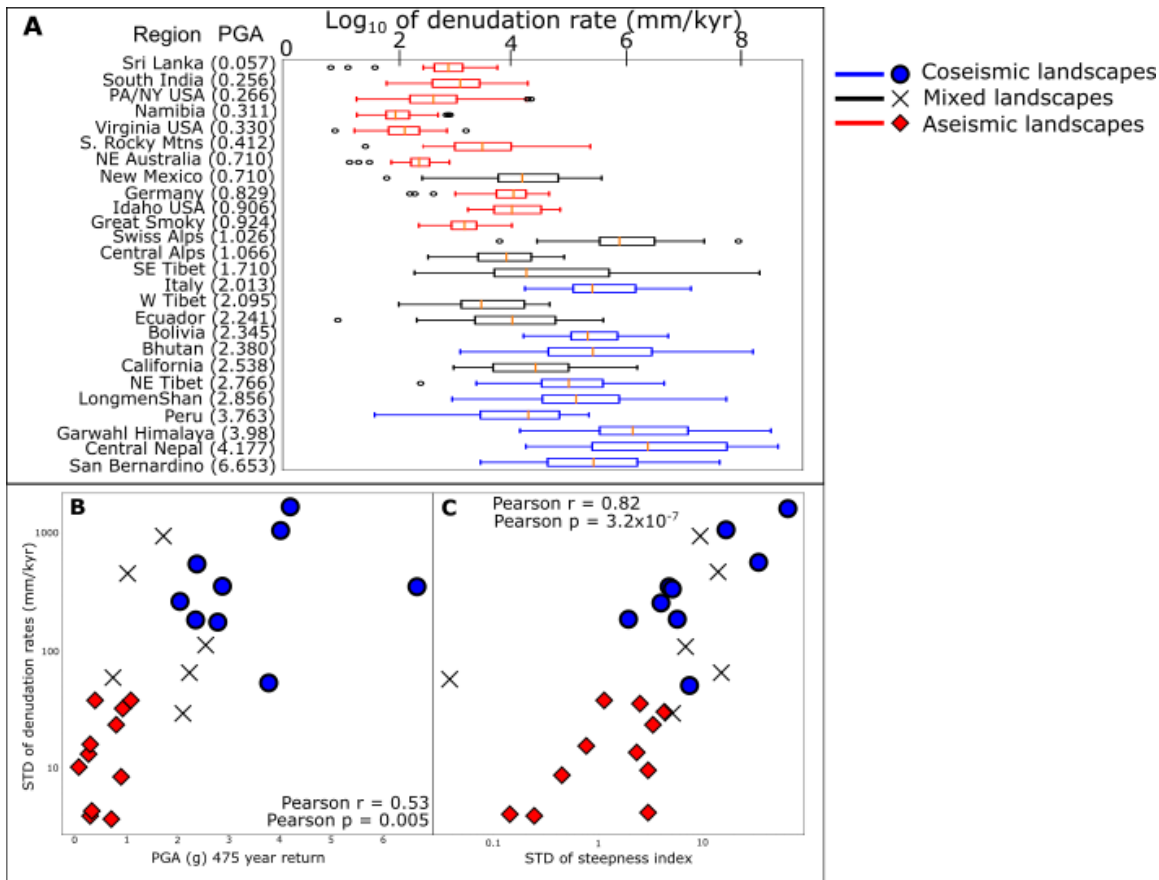 A
Log10 of denudation rate (mm/kyr)
Region PGA
0 2 4 6 8
Sri Lanka (0.057)
South India (0.256)
PA/NY USA (0.266)
Namibia (0.311)
Virginia USA (0.330)
S. Rocky Mtns (0.412)
NE Australia (0.710)
New Mexico (0.710)
Germany (0.829)
Idaho USA (0.906)
Great Smoky (0.924)
Swiss Alps (1.026)
Central Alps (1.066)
SE Tibet (1.710)
Italy (2.013)
W Tibet (2.095)
Ecuador (2.241)
Bolivia (2.345)
Bhutan (2.380)
California (2.538)
NE Tibet (2.766)
LongmenShan (2.856)
Peru (3.763)
Garwahl Himalaya (3.98)
Central Nepal (4.177)
San Bernardino (6.653)
Coseismic landscapes
Mixed landscapes
Aseismic landscapes
B
STD of denudation rates (mm/kyr)
1000
100
10
Pearson r = 0.53
Pearson p = 0.005
0 1 2 3 4 6
PGA (g) 475 year return
C
Pearson r = 0.82
Pearson p = 3.2x10-7
0.1 1 10
STD of steepness index